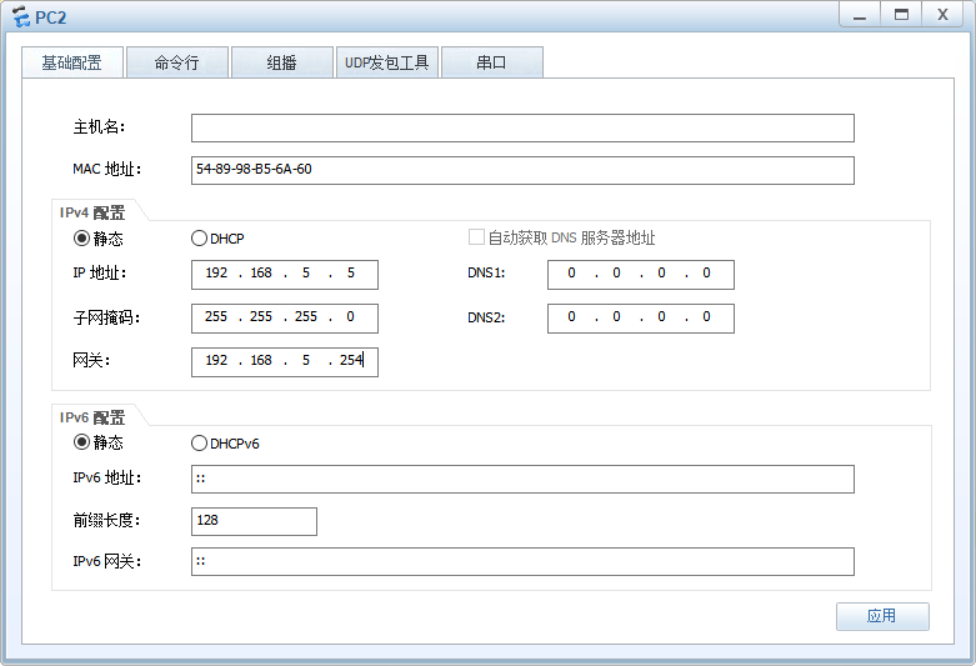 PC2
基础配置 命令行 组播 UDP发包工具 串口
主机名:
MAC 地址: 54-89-98-B5-6A-60
IPv4 配置
静态 DHCP 自动获取 DNS 服务器地址
IP 地址: 192 . 168 . 5 . 5 DNS1: 0 . 0 . 0 . 0
子网掩码: 255 . 255 . 255 . 0 DNS2: 0 . 0 . 0 . 0
网关: 192 . 168 . 5 . 254
IPv6 配置
静态 DHCPv6
IPv6 地址: ::
前缀长度: 128
IPv6 网关: ::
应用